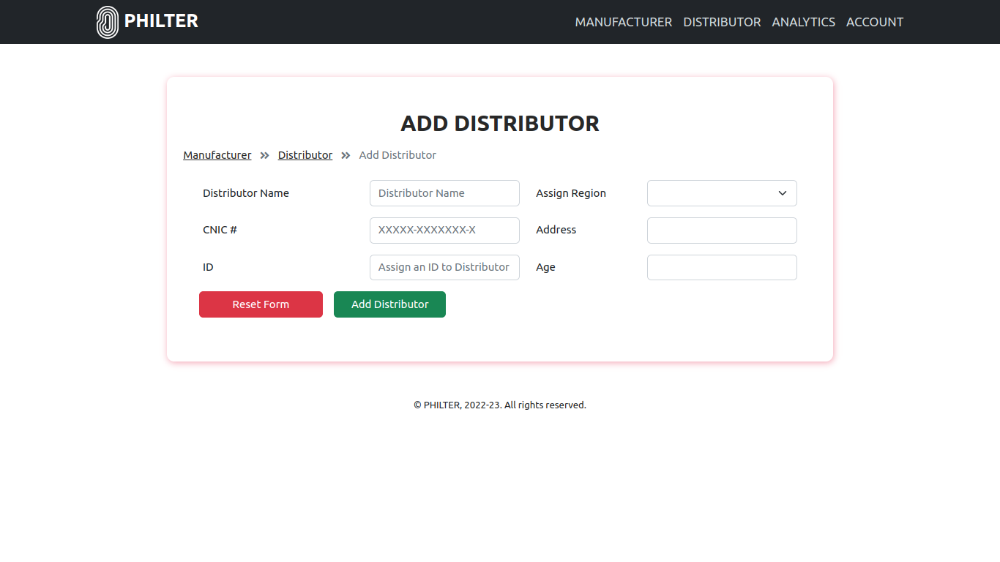 PHILTER MANUFACTURER DISTRIBUTOR ANALYTICS ACCOUNT
ADD DISTRIBUTOR
Manufacturer » Distributor » Add Distributor
Distributor Name Distributor Name Assign Region
CNIC # XXXXX-XXXXXXX-X Address
ID Assign an ID to Distributor Age
Reset Form Add Distributor
© PHILTER, 2022-23. All rights reserved.